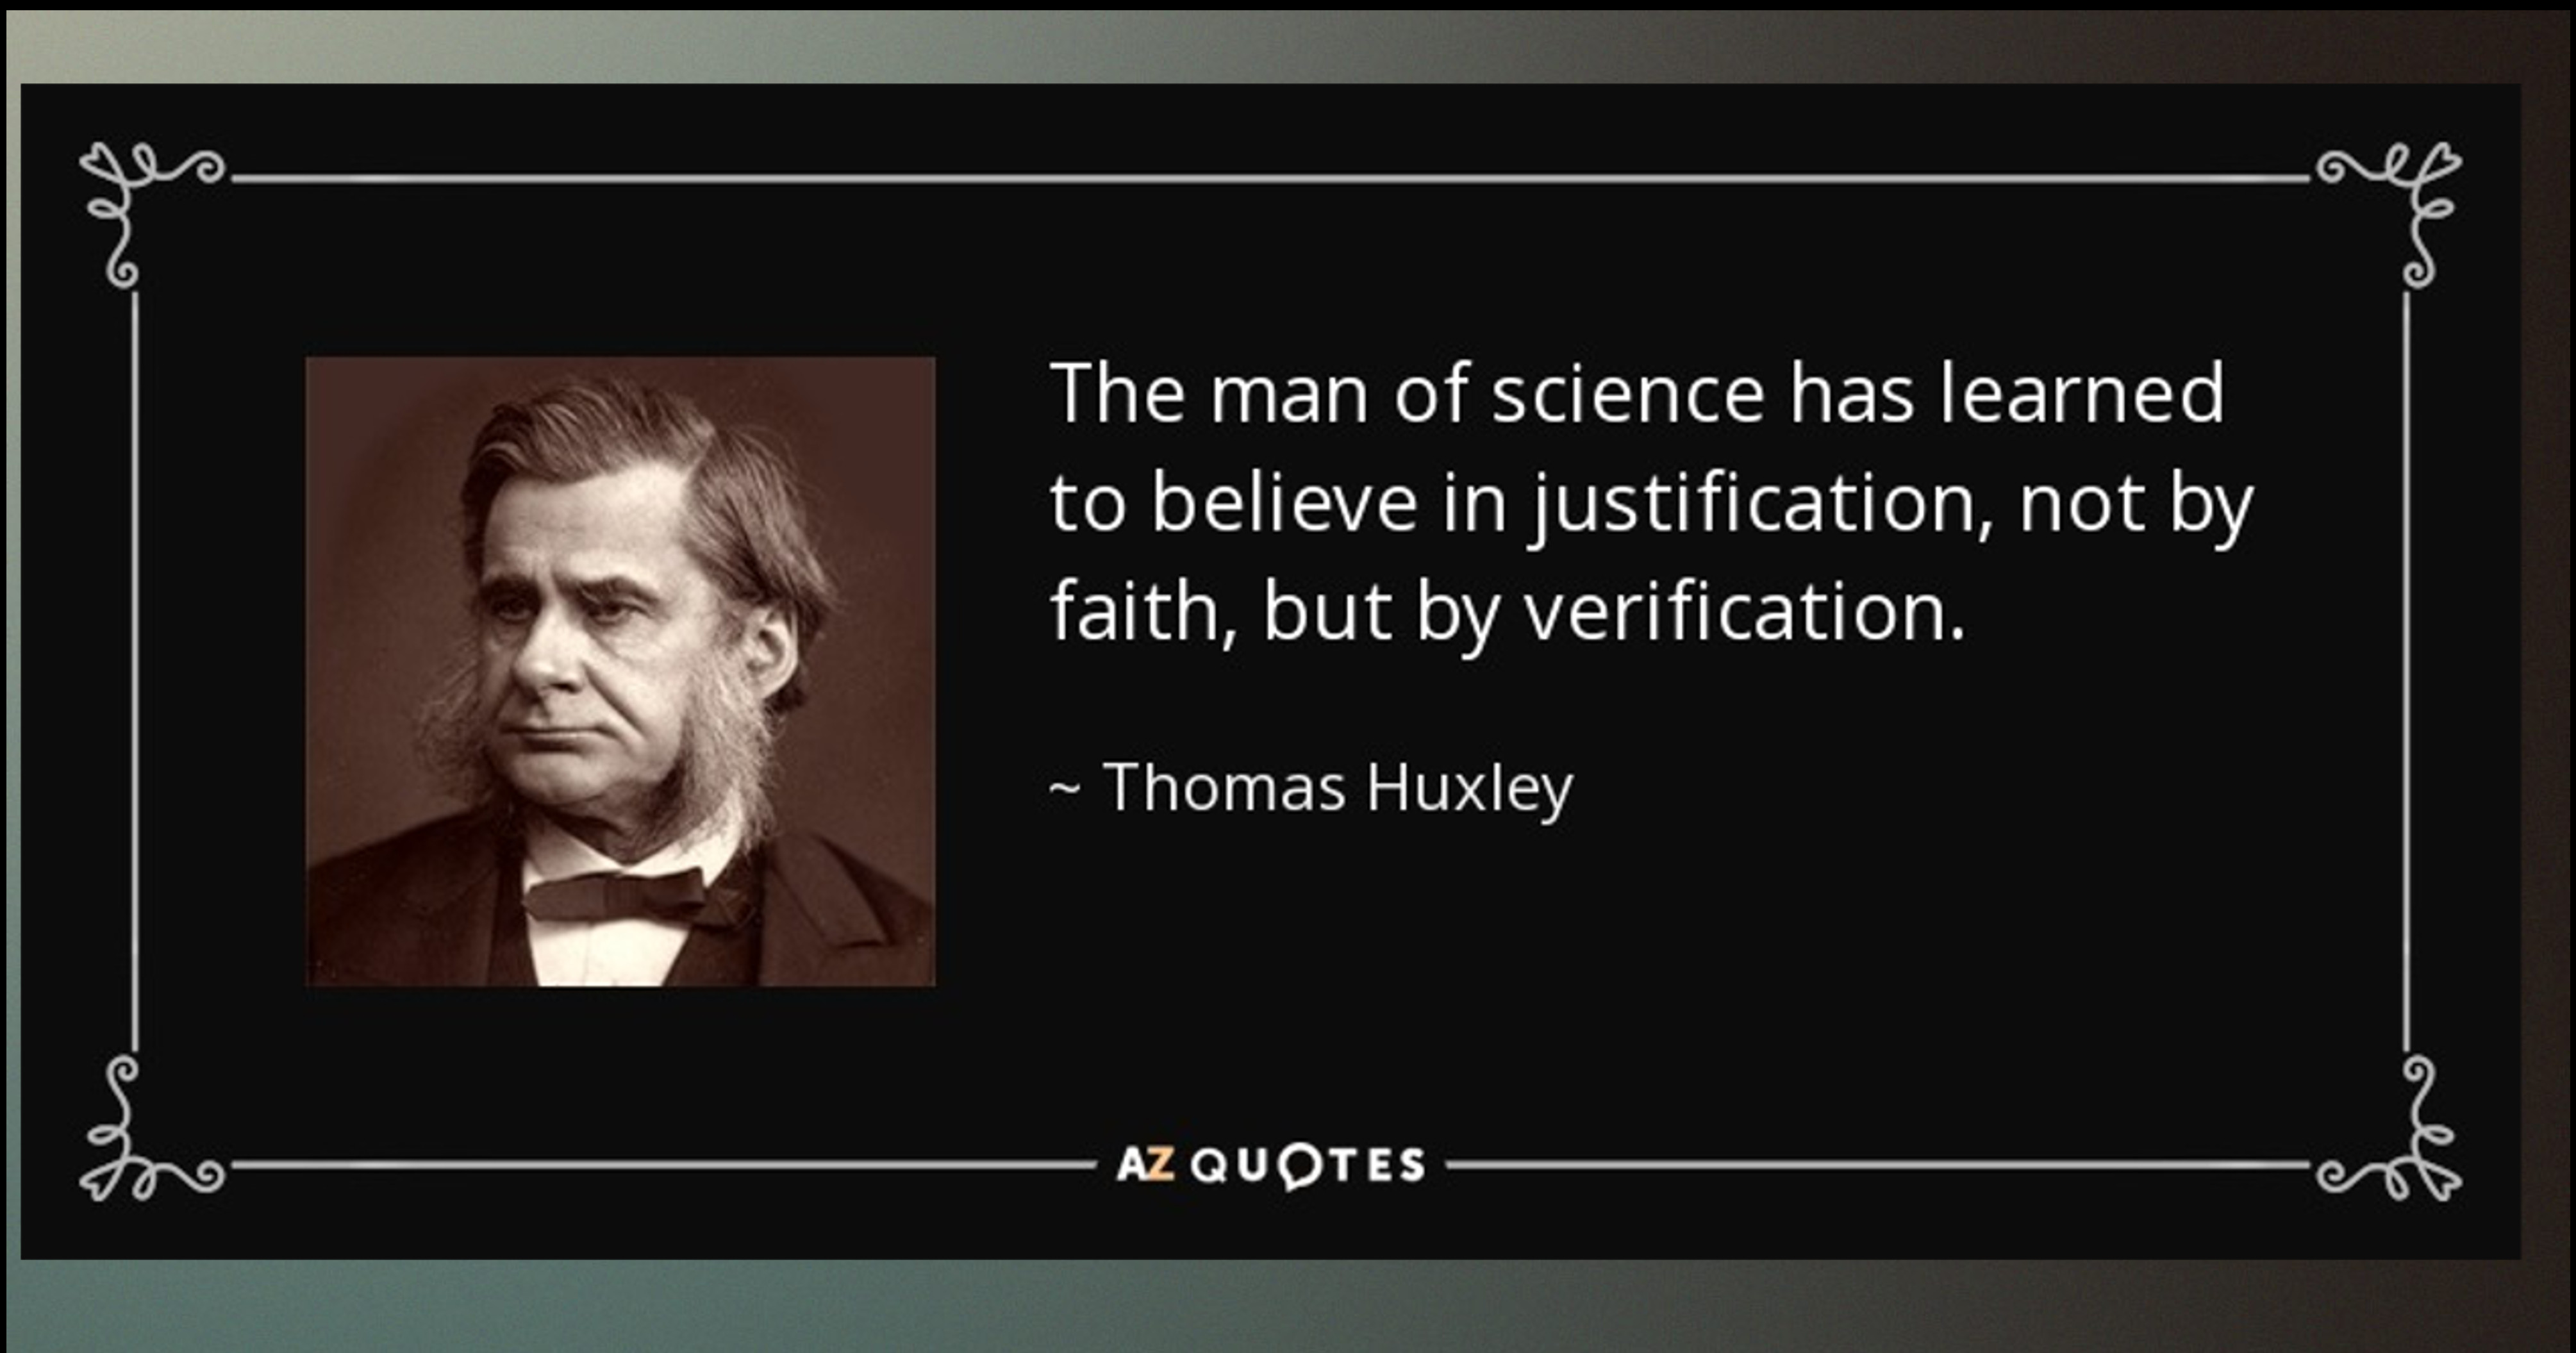 The man of science has learned
to believe in justification, not by
faith, but by verification.
~ Thomas Huxley
AZ QUOTES